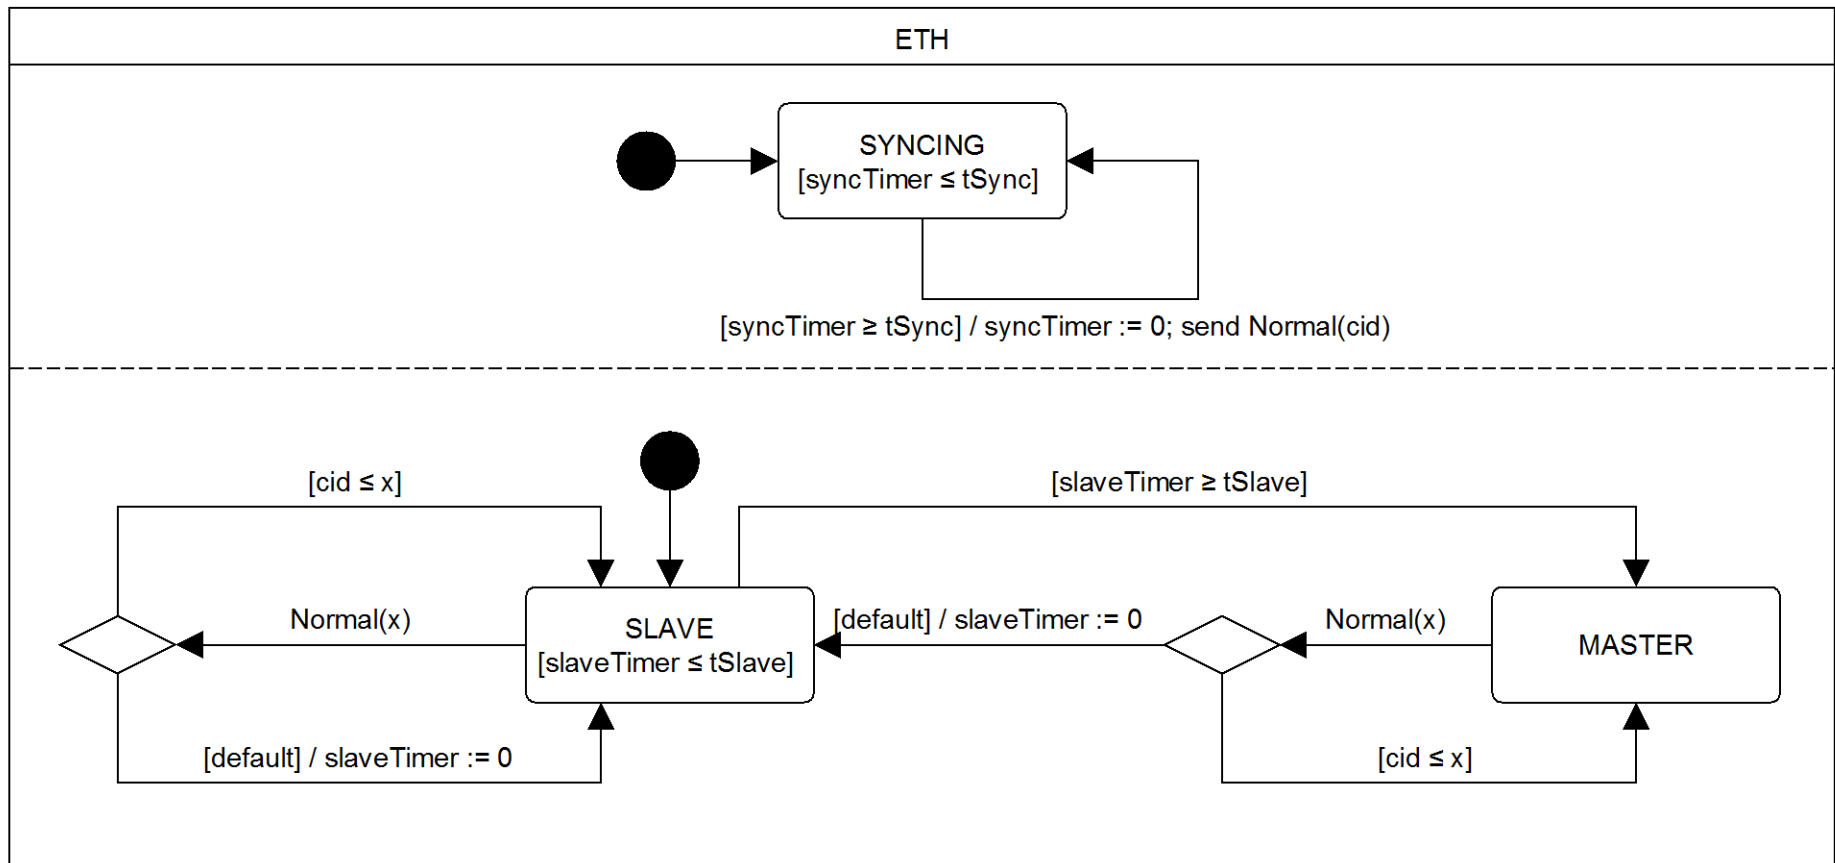 ETH
SYNCING
[syncTimer ≤ tSync]
[syncTimer ≥ tSync] / syncTimer := 0; send Normal(cid)
[cid ≤ x]
[slaveTimer ≥ tSlave]
Normal(x)
SLAVE
[slaveTimer ≤ tSlave]
[default] / slaveTimer := 0
Normal(x)
MASTER
[default] / slaveTimer := 0
[cid ≤ x]